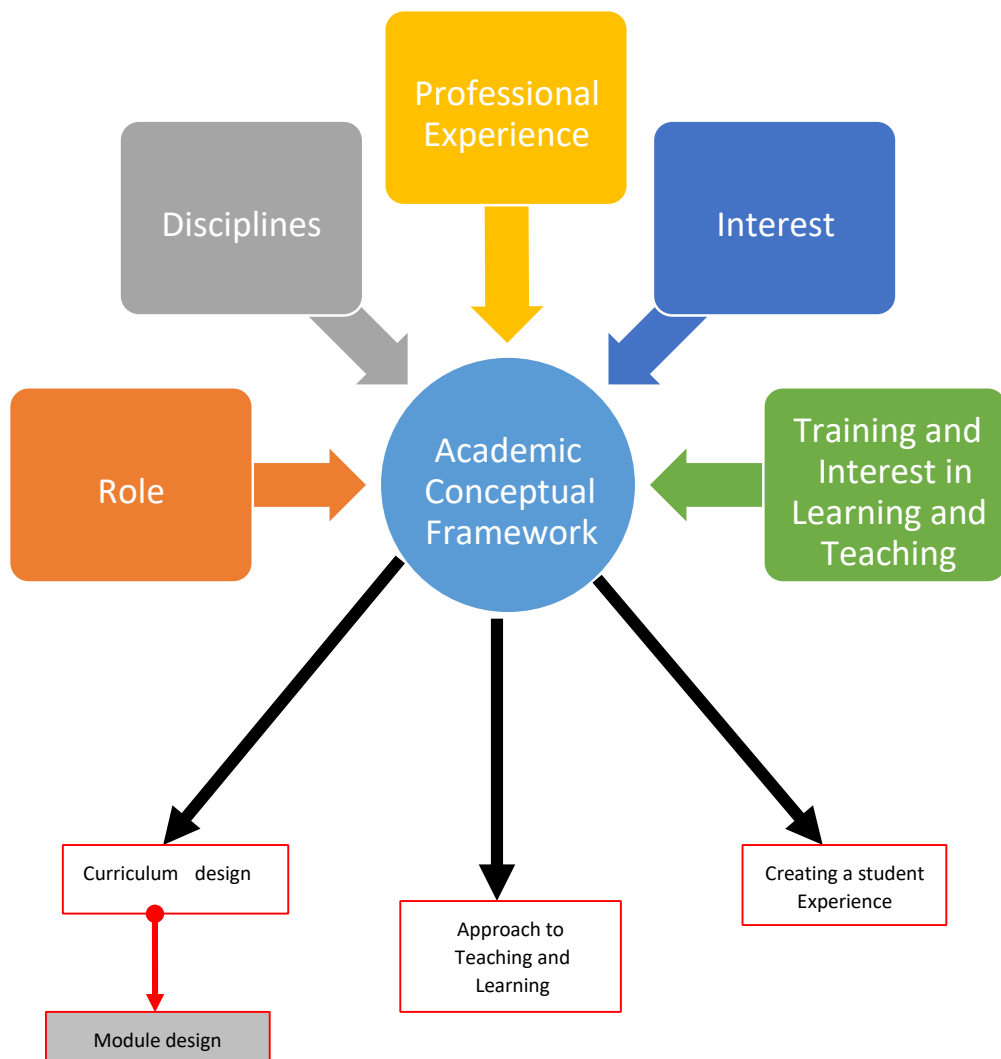 Professional
Experience
Disciplines
Interest
Role
Academic
Conceptual
Framework
Training and
Interest in
Learning and
Teaching
Curriculum design
Approach to
Teaching and
Learning
Creating a student
Experience
Module design